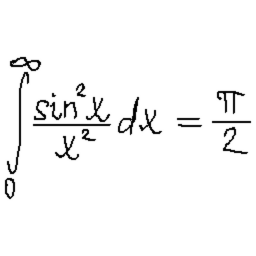 ∫₀^∞ sin²x/x² dx = π/2